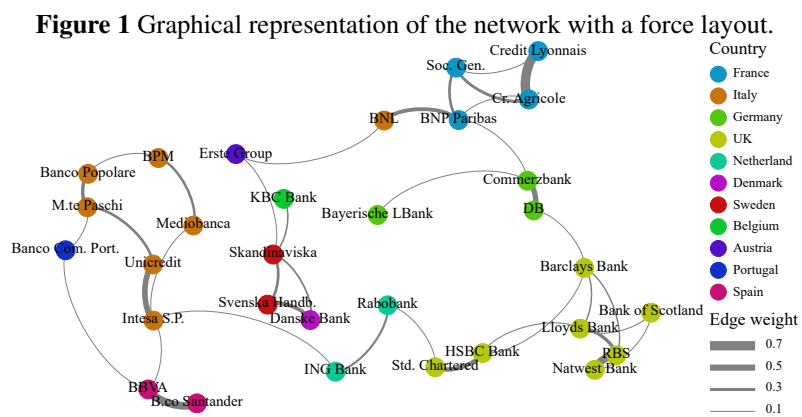 Figure 1 Graphical representation of the network with a force layout.
Credit Lyonnais
Soc. Gen.
Cr. Agricole
BNL
BNP Paribas
Erste Group
BPM
Banco Popolare
KBC Bank
Commerzbank
M.te Paschi
Bayerische LBank
DB
Mediobanca
Banco Com. Port.
Skandinaviska
Unicredit
Barclays Bank
Svenska Handb.
Rabobank
Bank of Scotland
Intesa S.P.
Danske Bank
Lloyds Bank
HSBC Bank
RBS
Std. Chartered
ING Bank
Natwest Bank
BBVA
B.co Santander
Country
France
Italy
Germany
UK
Netherland
Denmark
Sweden
Belgium
Austria
Portugal
Spain
Edge weight
0.7
0.5
0.3
0.1